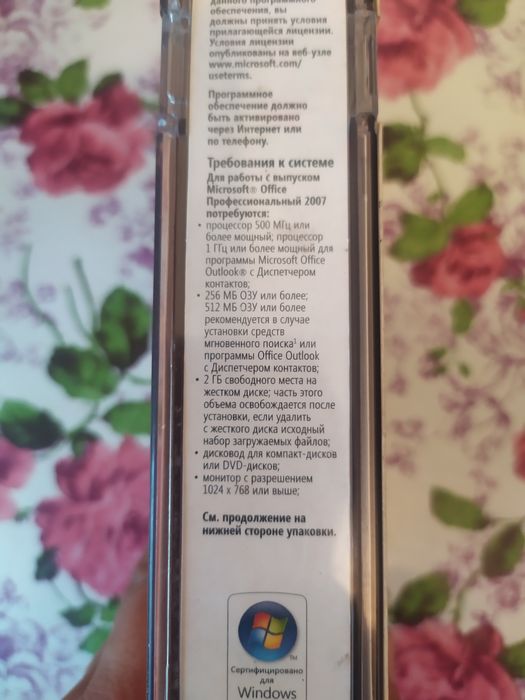 данного программного
обеспечения, вы
должны принять условия
прилагающейся лицензии.
Условия лицензии
опубликованы на веб-узле
www.microsoft.com/
useterms.
Программное
обеспечение должно
быть активировано
через Интернет или
по телефону.
Требования к системе
Для работы с выпуском
Microsoft® Office
Профессиональный 2007
потребуются:
• процессор 500 МГц или
более мощный; процессор
1 ГГц или более мощный для
программы Microsoft Office
Outlook® с Диспетчером
контактов;
• 256 МБ ОЗУ или более;
512 МБ ОЗУ или более
рекомендуется в случае
установки средств
мгновенного поиска¹ или
программы Office Outlook
с Диспетчером контактов;
• 2 ГБ свободного места на
жестком диске; часть этого
объема освобождается после
установки, если удалить
с жесткого диска исходный
набор загружаемых файлов;
• дисковод для компакт-дисков
или DVD-дисков;
• монитор с разрешением
1024 x 768 или выше;
См. продолжение на
нижней стороне упаковки.
TM
Сертифицировано
для
Windows